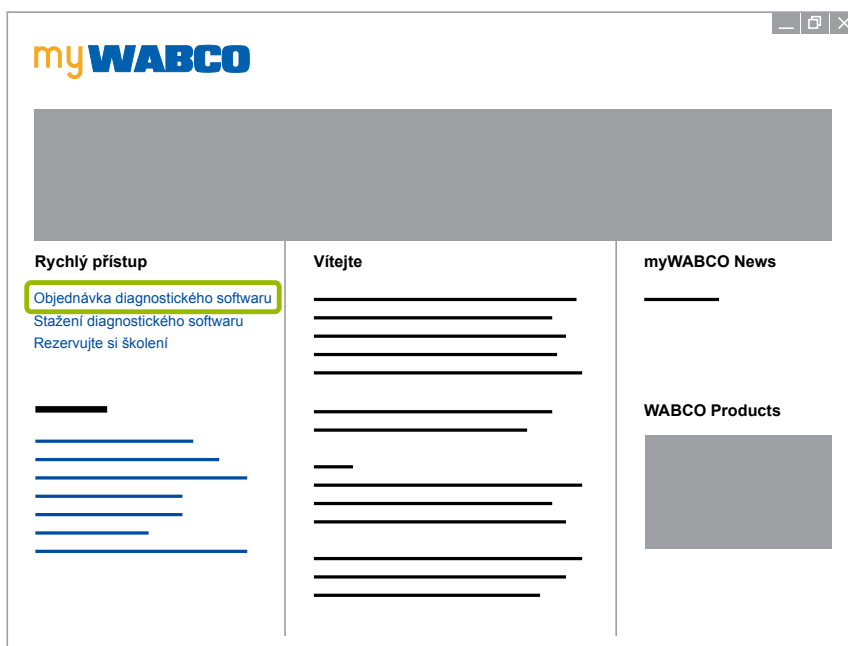 myWABCO
Rychlý přístup
Objednávka diagnostického softwaru
Stažení diagnostického softwaru
Rezervujte si školení
Vítejte
myWABCO News
WABCO Products